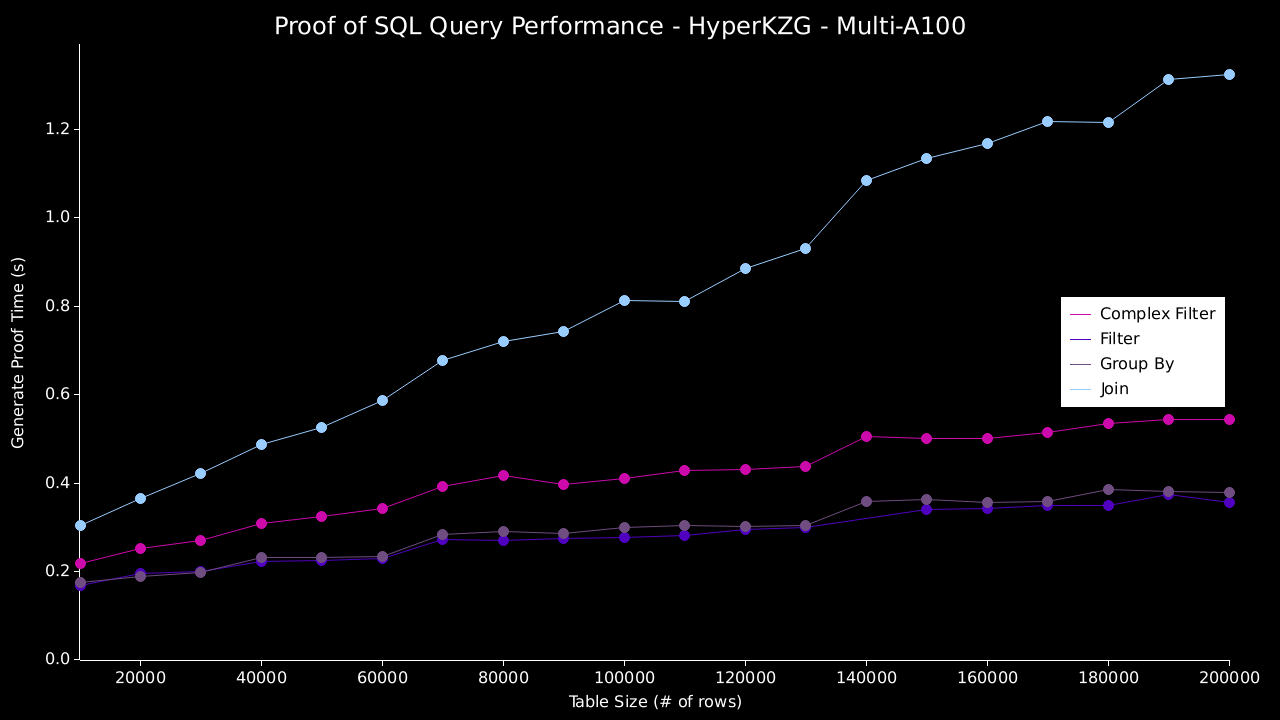 Proof of SQL Query Performance - HyperKZG - Multi-A100
Generate Proof Time (s)
1.2
1.0
0.8
0.6
0.4
0.2
0.0
Complex Filter
Filter
Group By
Join
20000 40000 60000 80000 100000 120000 140000 160000 180000 200000
Table Size (# of rows)